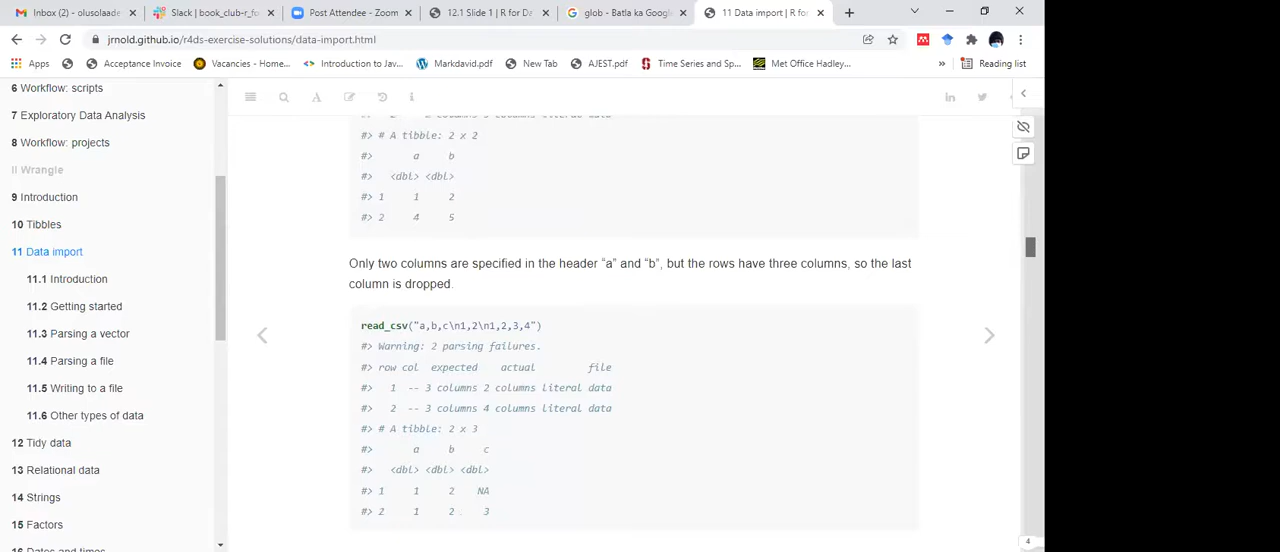 Inbox (2) - olusolaade
Slack | book_club-r_fo
Post Attendee - Zoom
12.1 Slide 1 | R for Da
glob - Batla ka Googl
11 Data import | R fo
jrnold.github.io/r4ds-exercise-solutions/data-import.html
Apps
Acceptance Invoice
Vacancies - Home...
Introduction to Jav...
Markdavid.pdf
New Tab
AJEST.pdf
Time Series and Sp...
Met Office Hadley...
»
Reading list
6 Workflow: scripts
7 Exploratory Data Analysis
8 Workflow: projects
II Wrangle
9 Introduction
10 Tibbles
11 Data import
11.1 Introduction
11.2 Getting started
11.3 Parsing a vector
11.4 Parsing a file
11.5 Writing to a file
11.6 Other types of data
12 Tidy data
13 Relational data
14 Strings
15 Factors
16 Dates and times
#> # A tibble: 2 x 2
#> a b
#> <dbl> <dbl>
#> 1 1 2
#> 2 4 5
Only two columns are specified in the header “a” and “b”, but the rows have three columns, so the last
column is dropped.
read_csv("a,b,c\n1,2\n1,2,3,4")
#> Warning: 2 parsing failures.
#> row col expected actual file
#> 1 -- 3 columns 2 columns literal data
#> 2 -- 3 columns 4 columns literal data
#> # A tibble: 2 x 3
#> a b c
#> <dbl> <dbl> <dbl>
#> 1 1 2 NA
#> 2 1 2 3
4